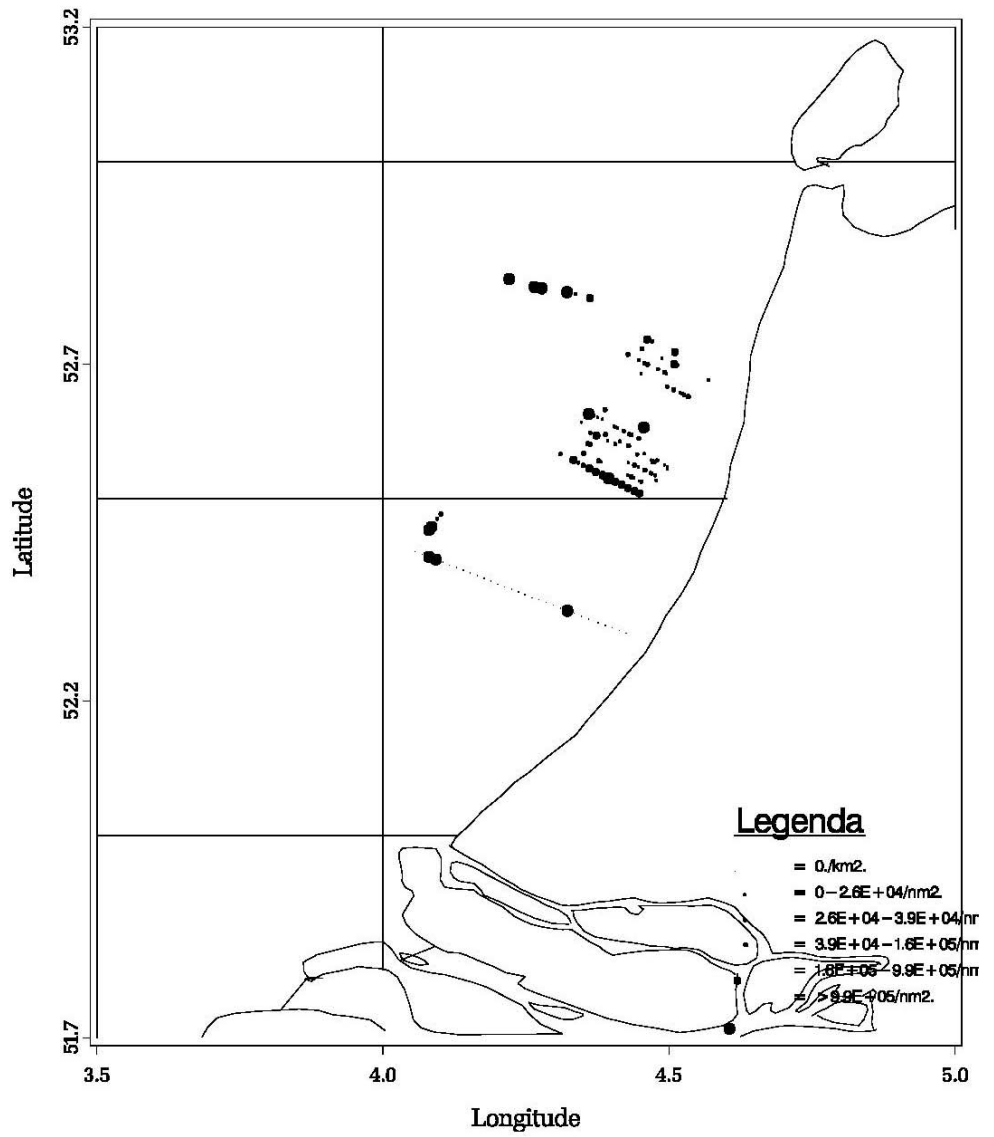 53.2
52.7
52.2
51.7
Latitude
3.5
4.0
4.5
5.0
Longitude
Legenda
= 0./km2.
= 0-2.6E+04/nm2.
= 2.6E+04-3.9E+04/nr
= 3.9E+04-1.6E+05/nm
= 1.6E+05-9.9E+05/nm
= >9.9E+05/nm2.